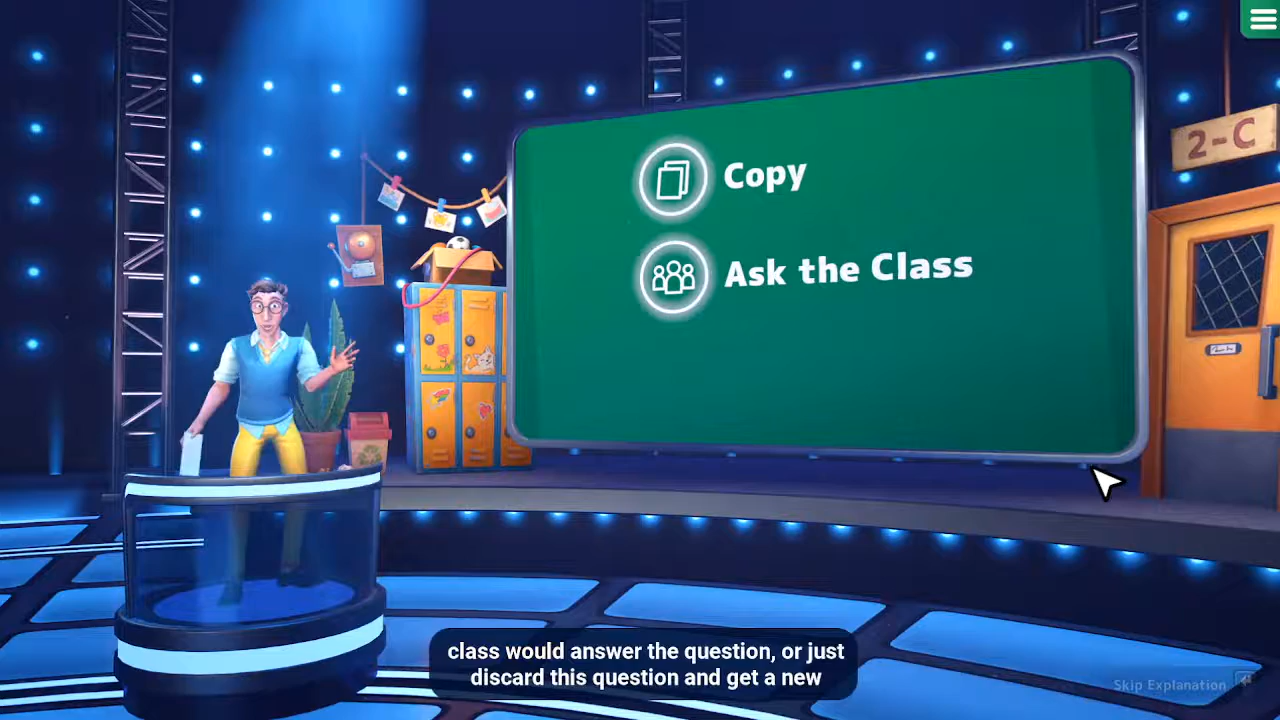 Copy
2-C
Ask the Class
class would answer the question, or just
discard this question and get a new
Skip Explanation